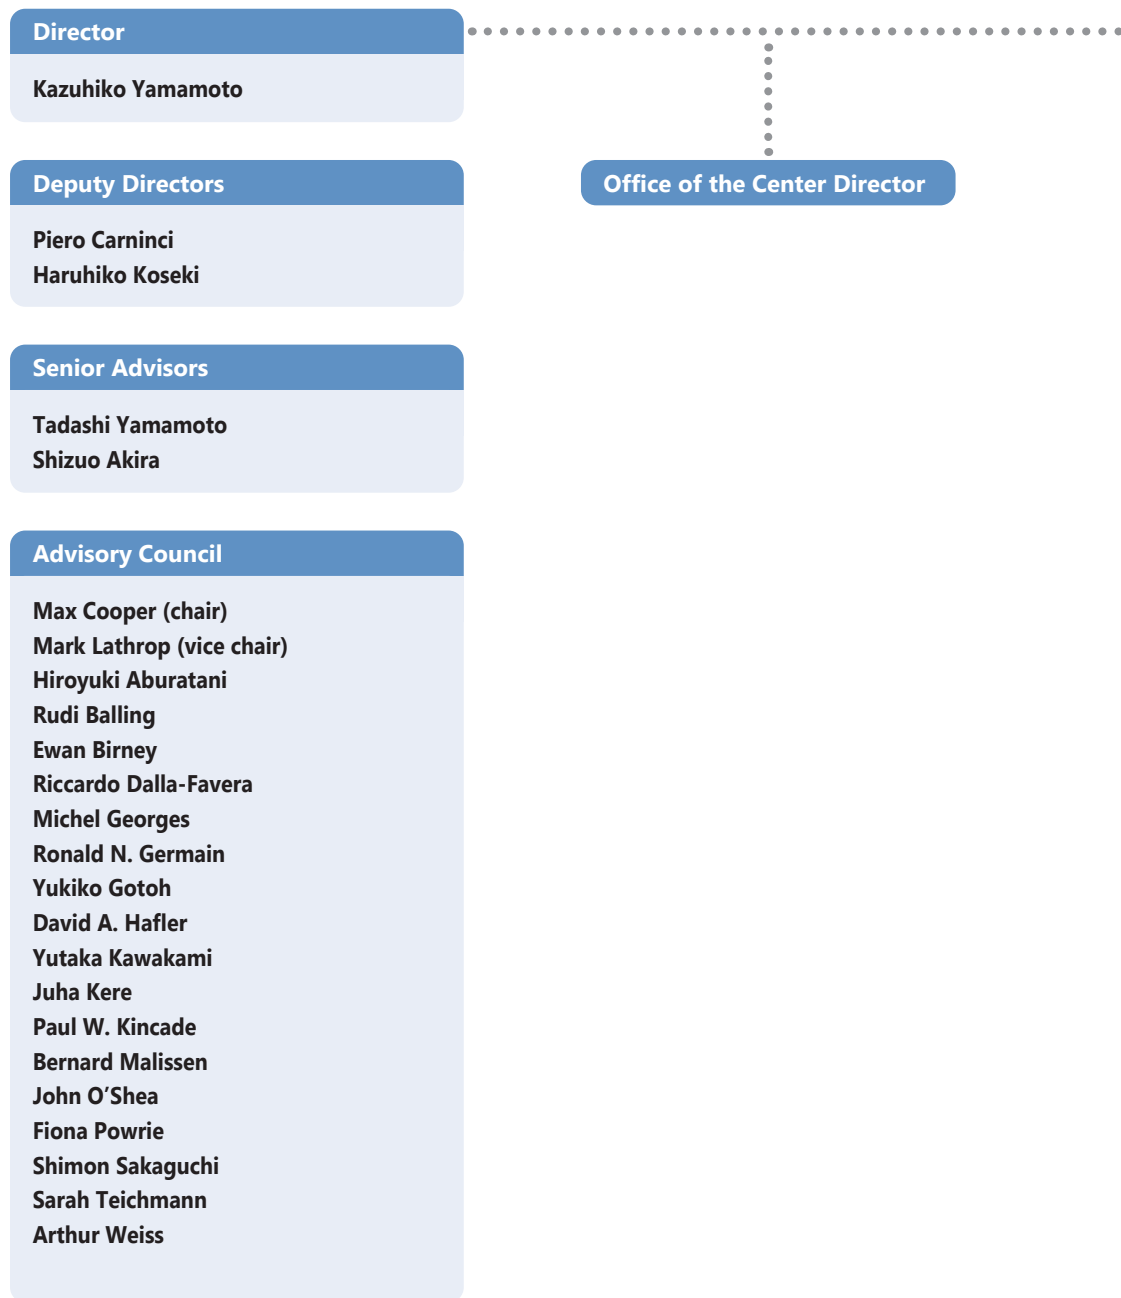 Director
Kazuhiko Yamamoto
Deputy Directors
Piero Carninci
Haruhiko Koseki
Office of the Center Director
Senior Advisors
Tadashi Yamamoto
Shizuo Akira
Advisory Council
Max Cooper (chair)
Mark Lathrop (vice chair)
Hiroyuki Aburatani
Rudi Balling
Ewan Birney
Riccardo Dalla-Favera
Michel Georges
Ronald N. Germain
Yukiko Gotoh
David A. Hafler
Yutaka Kawakami
Juha Kere
Paul W. Kincade
Bernard Malissen
John O’Shea
Fiona Powrie
Shimon Sakaguchi
Sarah Teichmann
Arthur Weiss